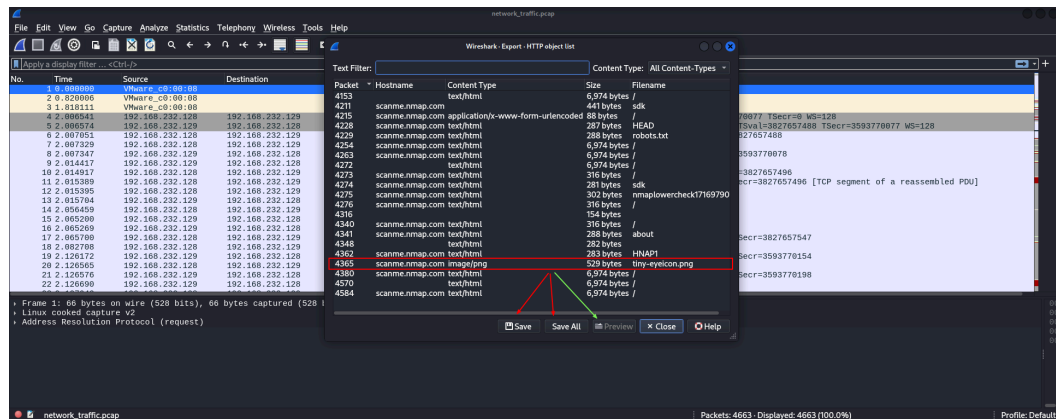 network_traffic.pcap
File Edit View Go Capture Analyze Statistics Telephony Wireless Tools Help
Apply a display filter ... <Ctrl-/>
No. Time Source Destination
1 0.000000 VMware_c0:00:08
2 0.820006 VMware_c0:00:08
3 1.818111 VMware_c0:00:08
4 2.006541 192.168.232.129 192.168.232.128
5 2.006574 192.168.232.128 192.168.232.129
6 2.007051 192.168.232.129 192.168.232.128
7 2.007329 192.168.232.129 192.168.232.128
8 2.007347 192.168.232.128 192.168.232.129
9 2.014417 192.168.232.128 192.168.232.129
10 2.014917 192.168.232.129 192.168.232.128
11 2.015389 192.168.232.129 192.168.232.128
12 2.015395 192.168.232.128 192.168.232.129
13 2.015704 192.168.232.128 192.168.232.129
14 2.056459 192.168.232.129 192.168.232.128
15 2.065200 192.168.232.128 192.168.232.129
16 2.065269 192.168.232.128 192.168.232.129
17 2.065700 192.168.232.129 192.168.232.128
18 2.082708 192.168.232.128 192.168.232.129
19 2.126172 192.168.232.129 192.168.232.128
20 2.126565 192.168.232.129 192.168.232.128
21 2.126576 192.168.232.128 192.168.232.129
22 2.126690 192.168.232.128 192.168.232.129
70077 TSecr=0 WS=128
TSval=3827657488 TSecr=3593770077 WS=128
827657488
3593770078
=3827657496
ecr=3827657496 [TCP segment of a reassembled PDU]
Secr=3827657547
Secr=3593770154
Secr=3593770198
Wireshark · Export · HTTP object list
Text Filter: Content Type: All Content-Types
Packet Hostname Content Type Size Filename
4153 text/html 6,974 bytes /
4211 scanme.nmap.com 441 bytes sdk
4215 scanme.nmap.com application/x-www-form-urlencoded 88 bytes /
4228 scanme.nmap.com text/html 287 bytes HEAD
4229 scanme.nmap.com text/html 288 bytes robots.txt
4254 scanme.nmap.com text/html 6,974 bytes /
4263 scanme.nmap.com text/html 6,974 bytes /
4272 text/html 6,974 bytes /
4273 scanme.nmap.com text/html 316 bytes /
4274 scanme.nmap.com text/html 281 bytes sdk
4275 scanme.nmap.com text/html 302 bytes nmaplowercheck17169790
4276 scanme.nmap.com text/html 316 bytes /
4316 154 bytes
4340 scanme.nmap.com text/html 316 bytes /
4341 scanme.nmap.com text/html 288 bytes about
4348 text/html 282 bytes
4362 scanme.nmap.com text/html 283 bytes HNAP1
4365 scanme.nmap.com image/png 529 bytes tiny-eyeicon.png
4380 scanme.nmap.com text/html 6,974 bytes /
4570 text/html 6,974 bytes /
4584 scanme.nmap.com text/html 6,974 bytes /
Save Save All Preview Close Help
Frame 1: 66 bytes on wire (528 bits), 66 bytes captured (528
Linux cooked capture v2
Address Resolution Protocol (request)
network_traffic.pcap Packets: 4663 · Displayed: 4663 (100.0%) Profile: Default